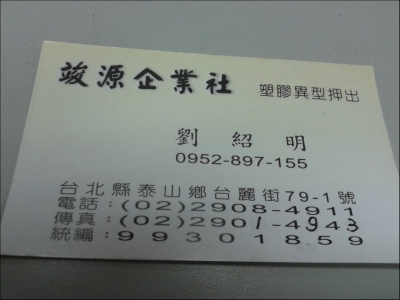 竣源企業社 塑膠異型押出
劉紹明
0952-897-155
台北縣泰山鄉台麗街79-1號
電話:(02)2908-4911
傳真:(02)2901-4943
統編:99301859